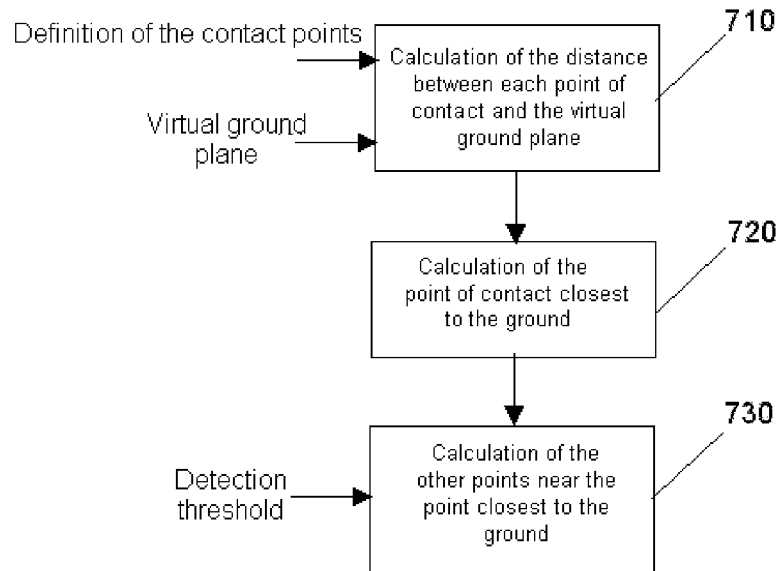 Definition of the contact points
710
Calculation of the distance
between each point of
contact and the virtual
ground plane
Virtual ground
plane
720
Calculation of the
point of contact closest
to the ground
730
Calculation of the
other points near the
point closest to the
ground
Detection
threshold